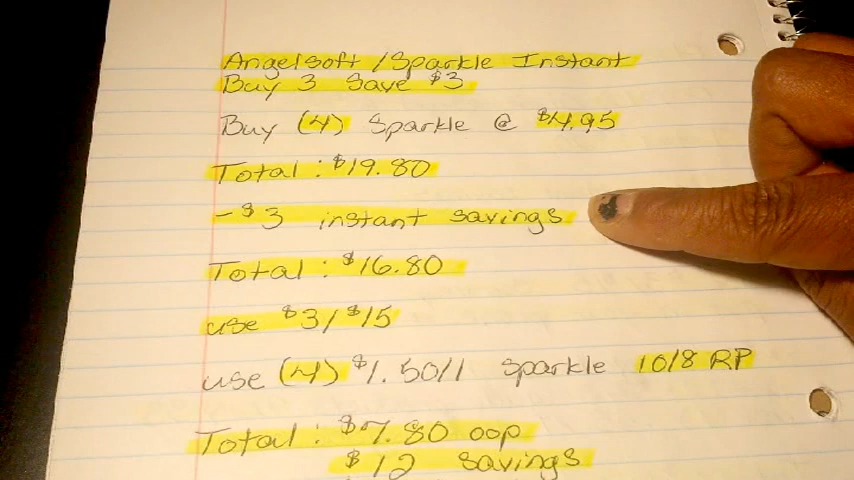 Angelsoft / Sparkle Instant
Buy 3 Save $3
Buy (4) Sparkle @ $4.95
Total : $19.80
- $3 instant savings
Total : $16.80
use $3/$15
use (4) $1.50/1 sparkle 10/8 RP
Total : $7.80 oop
$12 savings